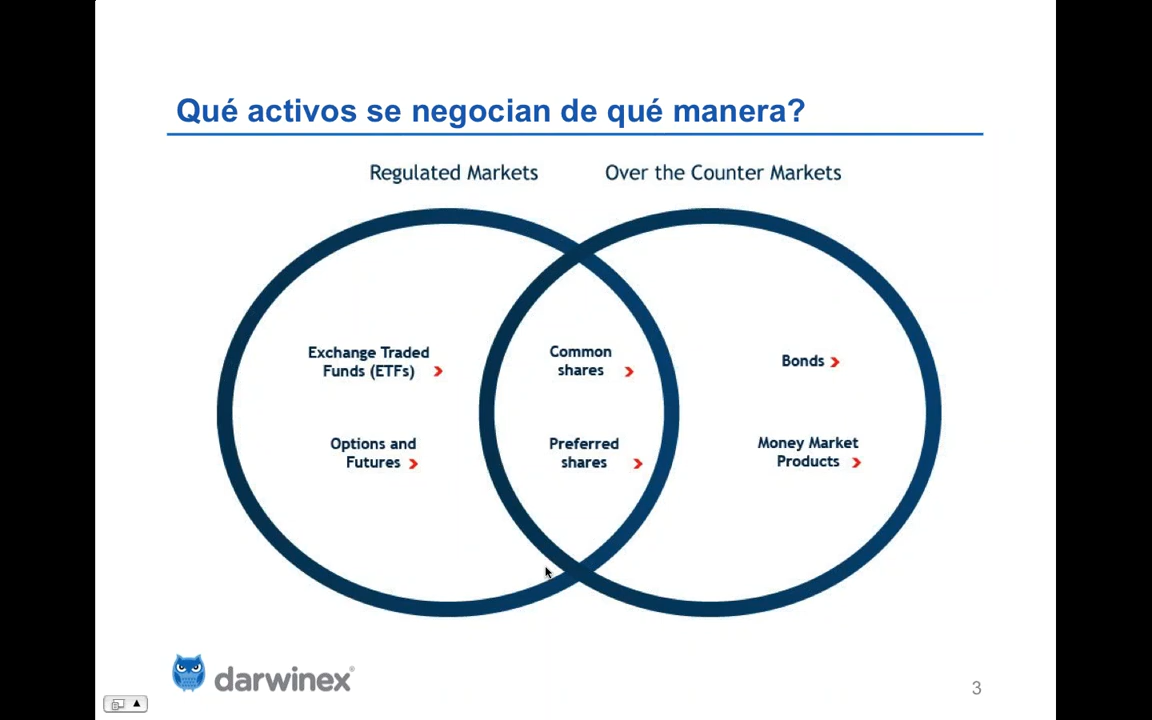 Qué activos se negocian de qué manera?
Regulated Markets
Over the Counter Markets
Exchange Traded
Funds (ETFs)
Options and
Futures
Common
shares
Preferred
shares
Bonds
Money Market
Products
darwinex®
3